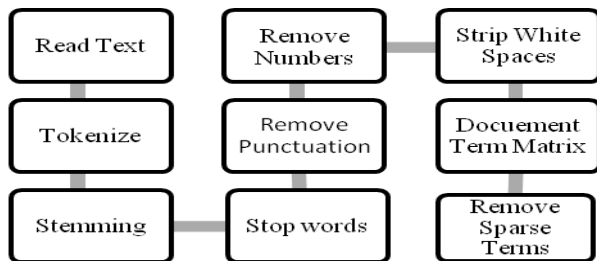 Read Text
Tokenize
Stemming
Stop words
Remove
Punctuation
Remove
Numbers
Strip White
Spaces
Docuement
Term Matrix
Remove
Sparse
Terms